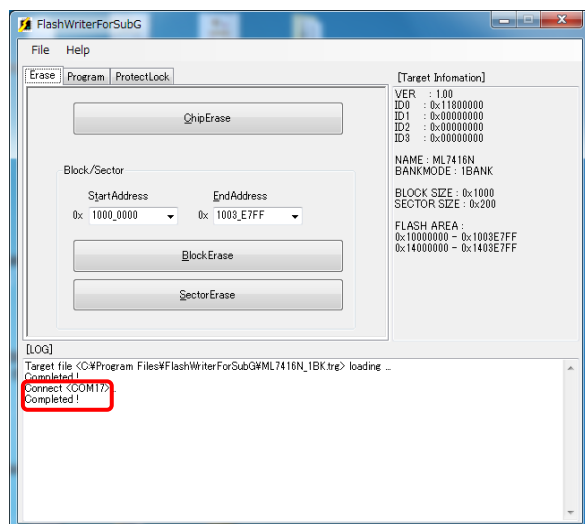 FlashWriterForSubG
File Help
Erase Program ProtectLock
ChipErase
Block/Sector
StartAddress EndAddress
0x 1000_0000 0x 1003_E7FF
BlockErase
SectorErase
[Target Infomation]
VER : 1.00
ID0 : 0x11800000
ID1 : 0x00000000
ID2 : 0x00000000
ID3 : 0x00000000
NAME : ML7416N
BANKMODE : 1BANK
BLOCK SIZE : 0x1000
SECTOR SIZE : 0x200
FLASH AREA :
0x10000000 - 0x1003E7FF
0x14000000 - 0x1403E7FF
[LOG]
Target file <C:¥Program Files¥FlashWriterForSubG¥ML7416N_1BK.trg> loading ...
Completed !
Connect <COM17>...
Completed !